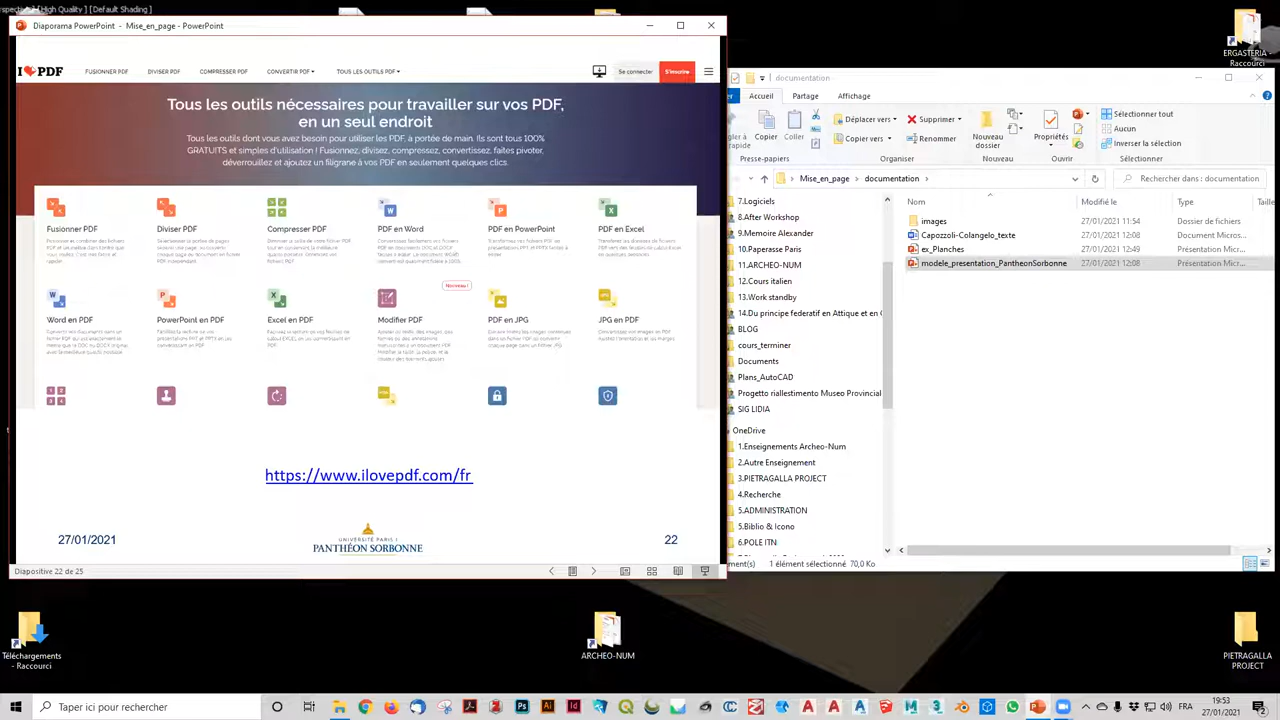 rspectiv2 [High Quality ] [Default Shading ]
Diaporama PowerPoint - Mise_en_page - PowerPoint
I PDF
FUSIONNER PDF
DIVISER PDF
COMPRESSER PDF
CONVERTIR PDF
TOUS LES OUTILS PDF
Se connecter
S'inscrire
Tous les outils nécessaires pour travailler sur vos PDF,
en un seul endroit
Tous les outils dont vous avez besoin pour utiliser les PDF, à portée de main. Ils sont tous 100%
GRATUITS et simples d'utilisation ! Fusionnez, divisez, compressez, convertissez, faites pivoter,
déverrouillez et ajoutez un filigrane à vos PDF en seulement quelques clics.
Fusionner PDF
Diviser PDF
Compresser PDF
PDF en Word
PDF en PowerPoint
PDF en Excel
Nouveau !
Word en PDF
PowerPoint en PDF
Excel en PDF
Modifier PDF
PDF en JPG
JPG en PDF
https://www.ilovepdf.com/fr
27/01/2021
UNIVERSITÉ PARIS 1
PANTHÉON SORBONNE
22
Diapositive 22 de 25
ERGASTERIA -
Raccourci
documentation
Accueil
Partage
Affichage
Copier
Coller
Déplacer vers
Copier vers
Supprimer
Renommer
Nouveau
dossier
Propriétés
Sélectionner tout
Aucun
Inverser la sélection
Presse-papiers
Organiser
Nouveau
Ouvrir
Sélectionner
Mise_en_page
documentation
Rechercher dans : documentation
Nom
Modifié le
Type
Taille
images
27/01/2021 11:54
Dossier de fichiers
Capozzoli-Colangelo_texte
27/01/2021 12:08
Document Micros...
ex_Planches
27/01/2021 12:08
Présentation Micr...
modele_presentation_PantheonSorbonne
27/01/2021 12:08
Présentation Micr...
70,0 Ko
7.Logiciels
8.After Workshop
9.Memoire Alexander
10.Paperasse Paris
11.ARCHEO-NUM
12.Cours italien
13.Work standby
14.Du principe federatif en Attique et en C
BLOG
cours_terminer
Documents
Plans_AutoCAD
Progetto riallestimento Museo Provincial
SIG LIDIA
OneDrive
1.Enseignements Archeo-Num
2.Autre Enseignement
3.PIETRAGALLA PROJECT
4.Recherche
5.ADMINISTRATION
5.Biblio & Icono
6.POLE ITN
ment(s)
1 élément sélectionné
70,0 Ko
Téléchargements
- Raccourci
ARCHEO-NUM
PIETRAGALLA
PROJECT
Taper ici pour rechercher
FRA
19:53
27/01/2021